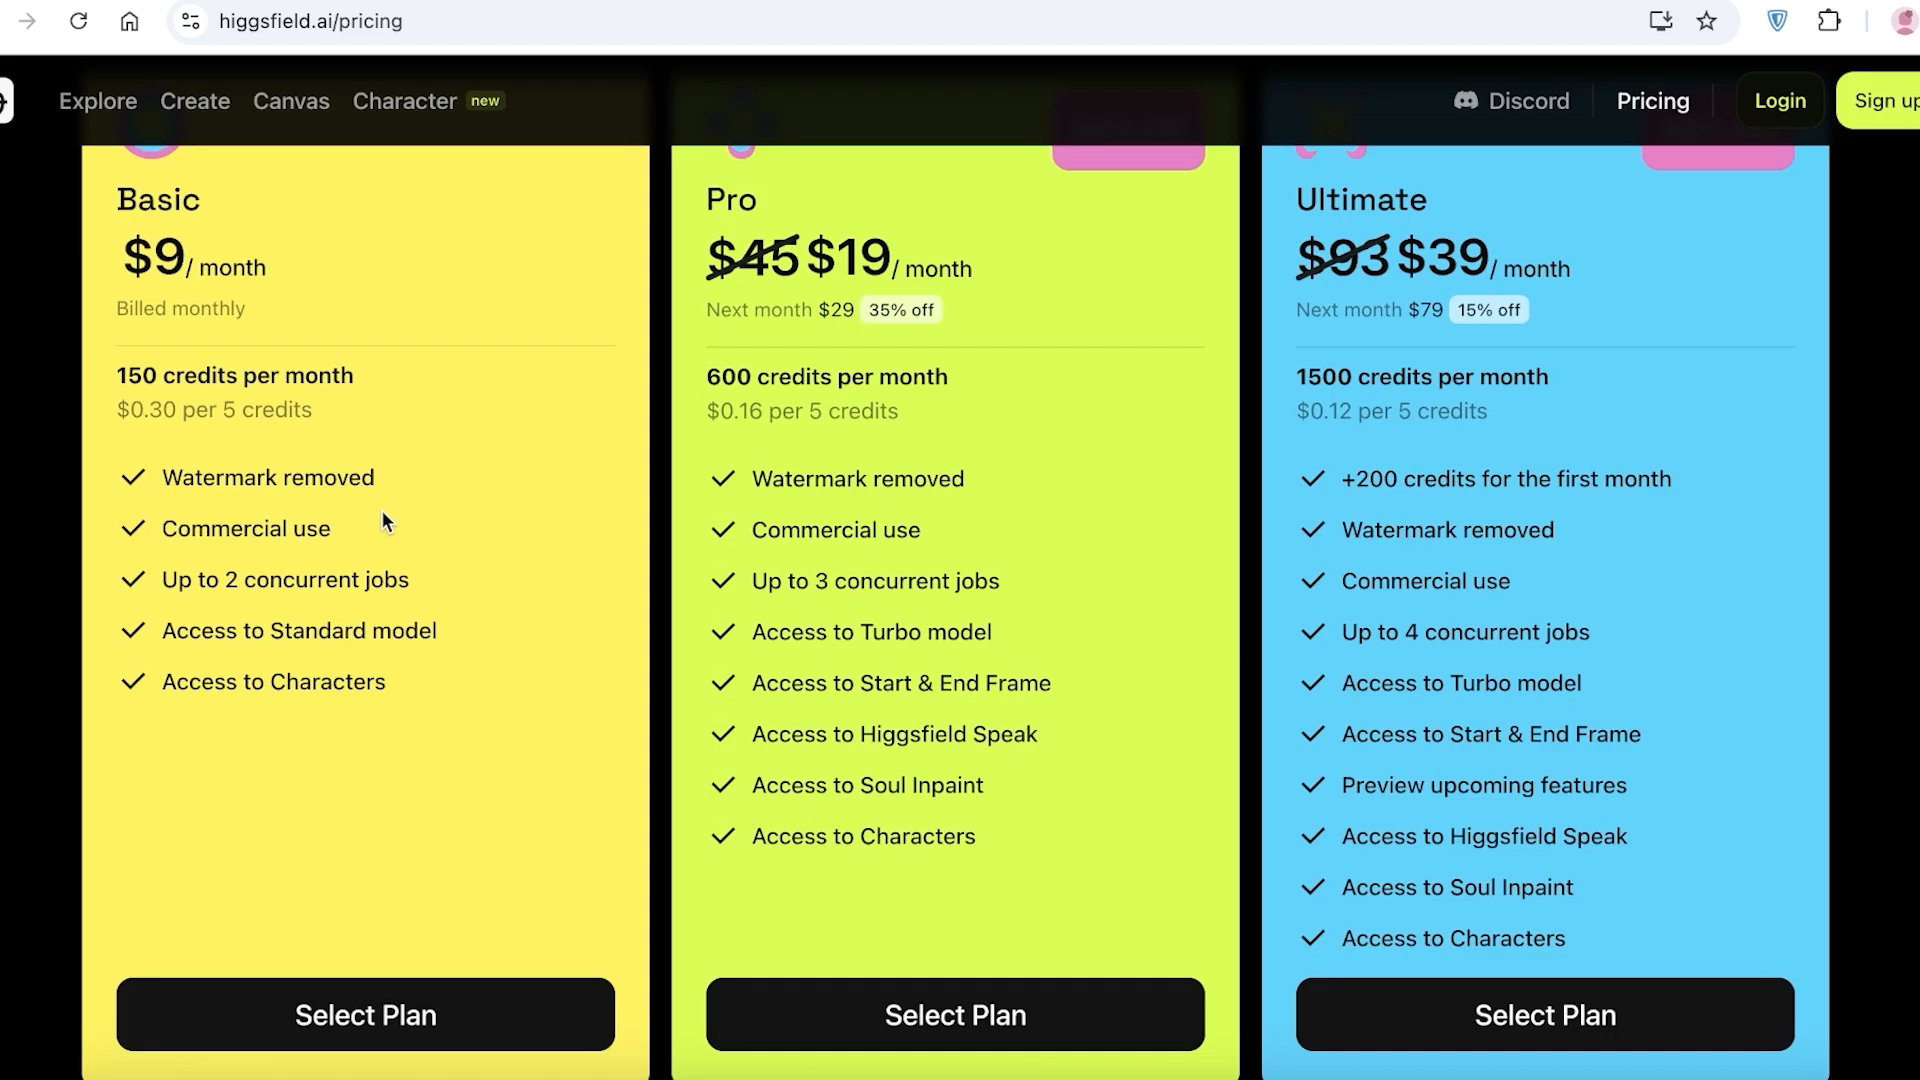 higgsfield.ai/pricing
Explore Create Canvas Character new
Discord Pricing Login Sign up
Basic
$9/ month
Billed monthly
150 credits per month
$0.30 per 5 credits
Watermark removed
Commercial use
Up to 2 concurrent jobs
Access to Standard model
Access to Characters
Select Plan
Pro
$45 $19/ month
Next month $29 35% off
600 credits per month
$0.16 per 5 credits
Watermark removed
Commercial use
Up to 3 concurrent jobs
Access to Turbo model
Access to Start & End Frame
Access to Higgsfield Speak
Access to Soul Inpaint
Access to Characters
Select Plan
Ultimate
$93 $39/ month
Next month $79 15% off
1500 credits per month
$0.12 per 5 credits
+200 credits for the first month
Watermark removed
Commercial use
Up to 4 concurrent jobs
Access to Turbo model
Access to Start & End Frame
Preview upcoming features
Access to Higgsfield Speak
Access to Soul Inpaint
Access to Characters
Select Plan